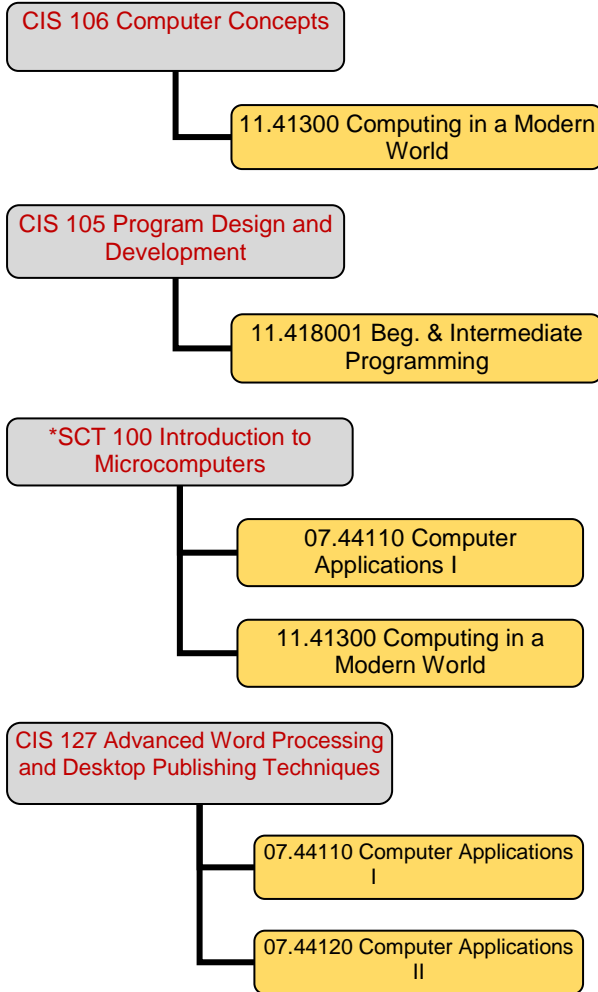 CIS 106 Computer Concepts
11.41300 Computing in a Modern
World
CIS 105 Program Design and
Development
11.418001 Beg. & Intermediate
Programming
*SCT 100 Introduction to
Microcomputers
07.44110 Computer
Applications I
11.41300 Computing in a
Modern World
CIS 127 Advanced Word Processing
and Desktop Publishing Techniques
07.44110 Computer Applications
I
07.44120 Computer Applications
II